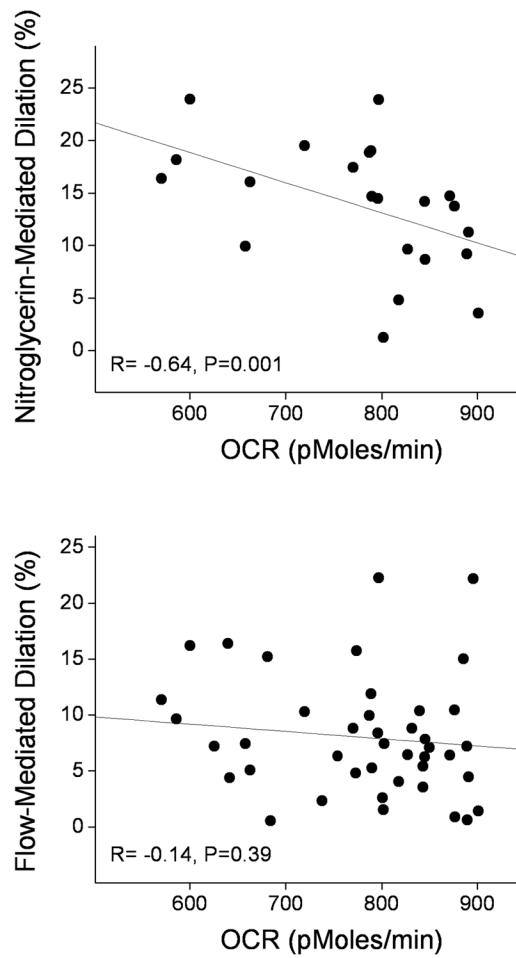 Nitroglycerin-Mediated Dilation (%)
25
20
15
10
5
0
R= -0.64, P=0.001
600 700 800 900
OCR (pMoles/min)
Flow-Mediated Dilation (%)
25
20
15
10
5
0
R= -0.14, P=0.39
600 700 800 900
OCR (pMoles/min)